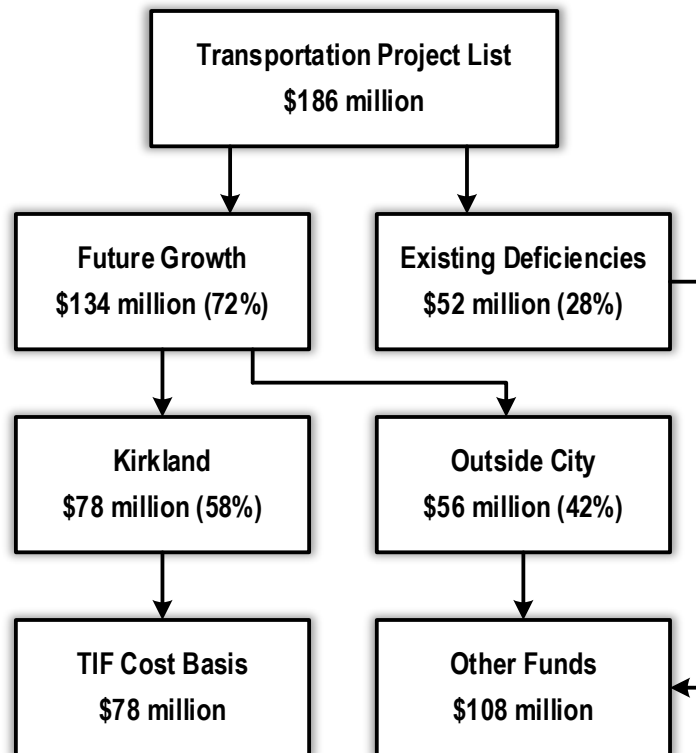 Transportation Project List
$186 million
Future Growth
$134 million (72%)
Existing Deficiencies
$52 million (28%)
Kirkland
$78 million (58%)
Outside City
$56 million (42%)
TIF Cost Basis
$78 million
Other Funds
$108 million